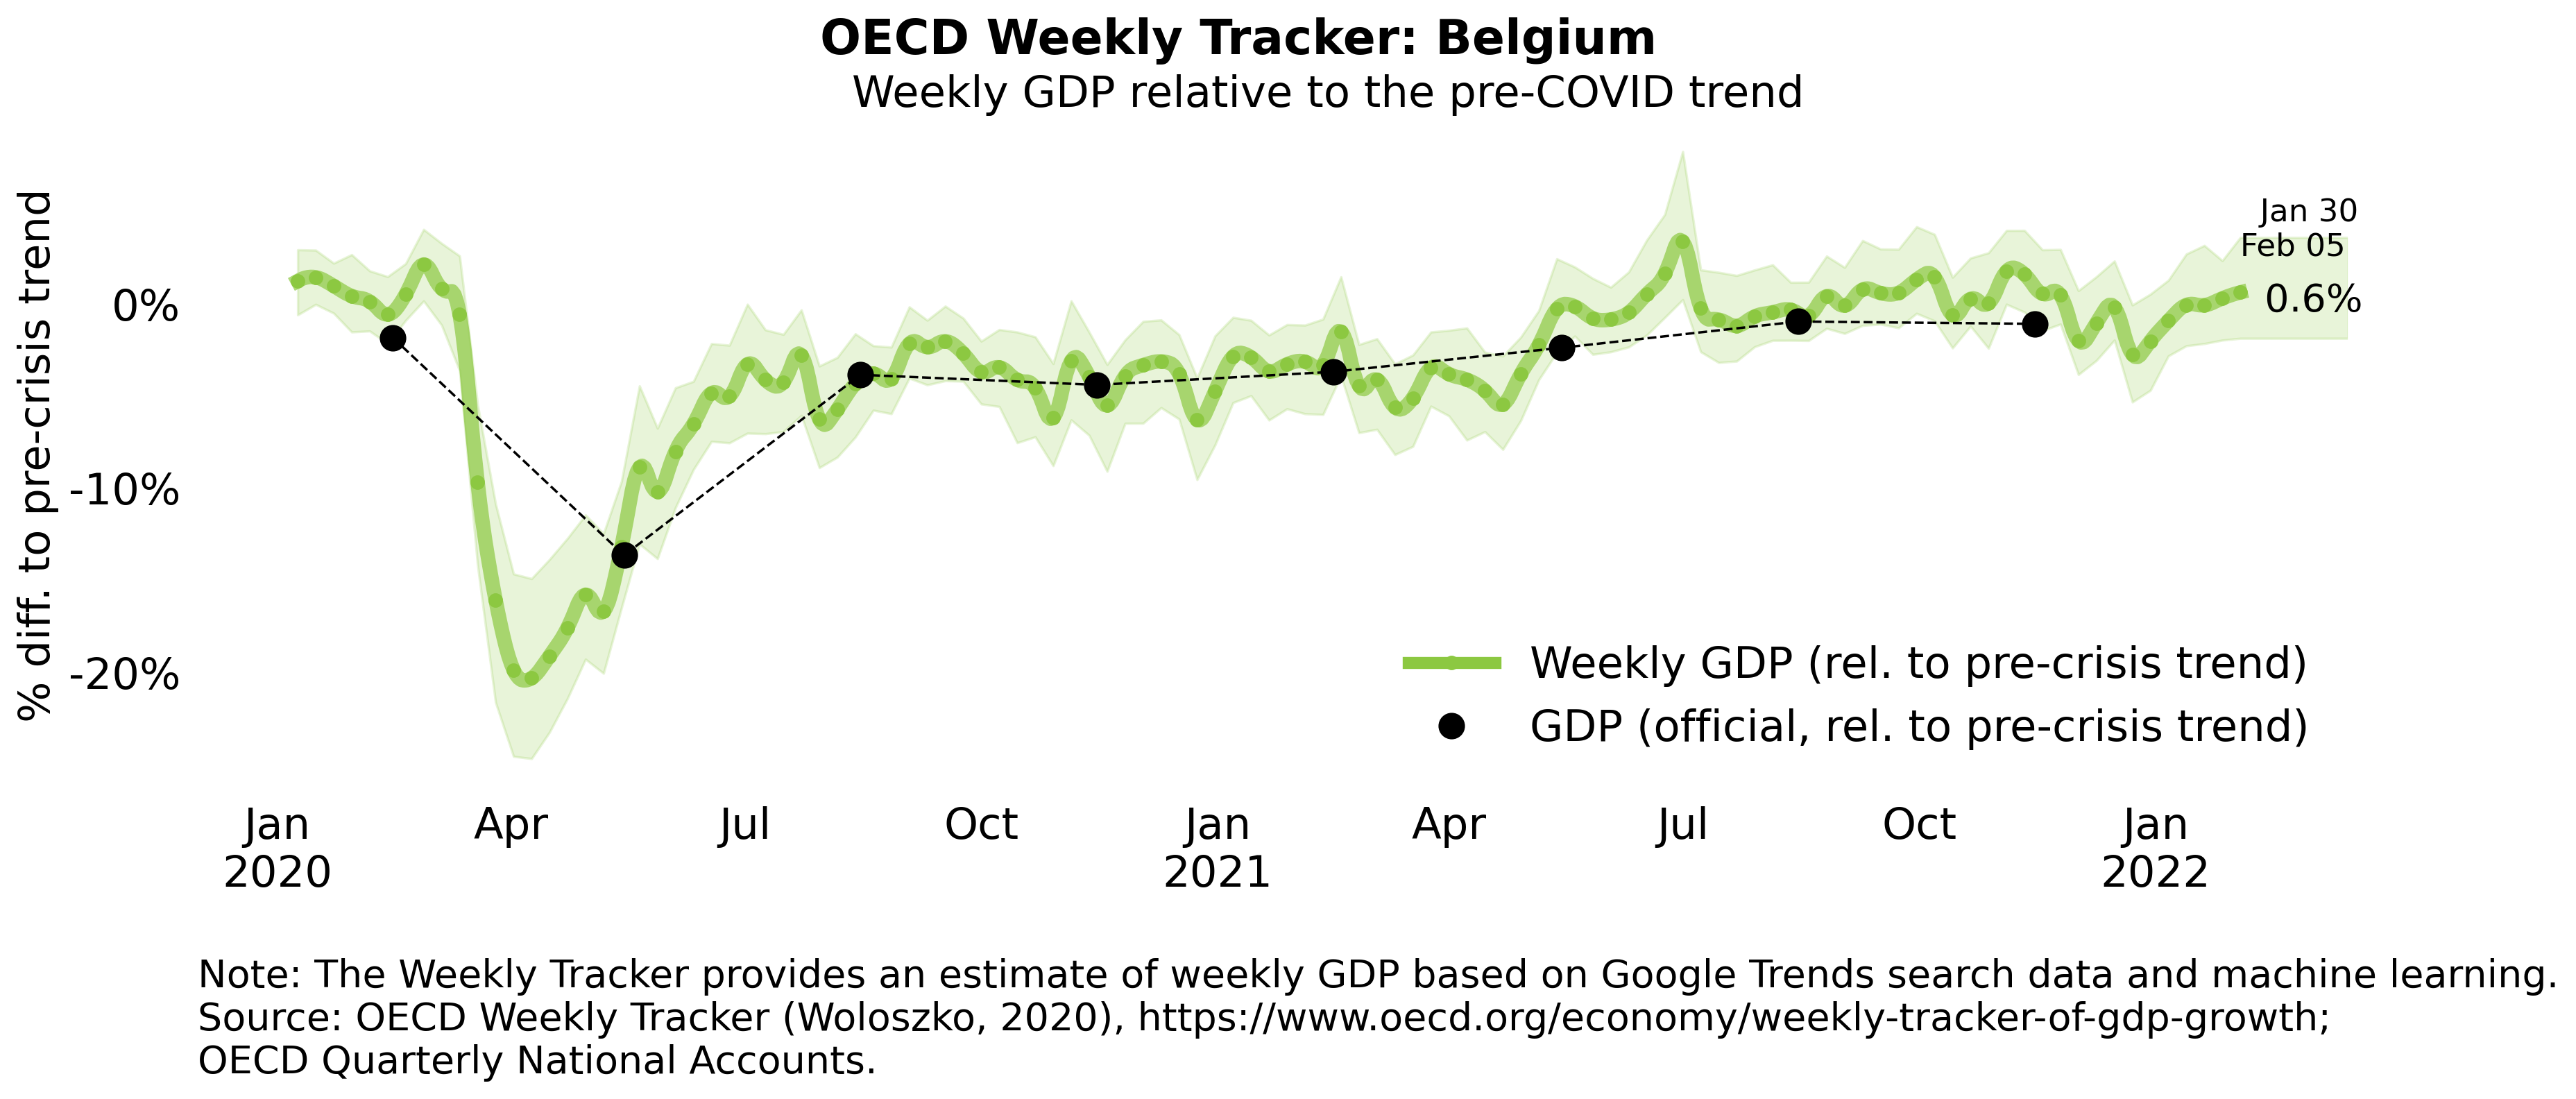 OECD Weekly Tracker: Belgium
Weekly GDP relative to the pre-COVID trend
% diff. to pre-crisis trend
0%
-10%
-20%
Jan 30
Feb 05
0.6%
Weekly GDP (rel. to pre-crisis trend)
GDP (official, rel. to pre-crisis trend)
Jan Apr Jul Oct Jan Apr Jul Oct Jan
2020 2021 2022
Note: The Weekly Tracker provides an estimate of weekly GDP based on Google Trends search data and machine learning.
Source: OECD Weekly Tracker (Woloszko, 2020), https://www.oecd.org/economy/weekly-tracker-of-gdp-growth;
OECD Quarterly National Accounts.